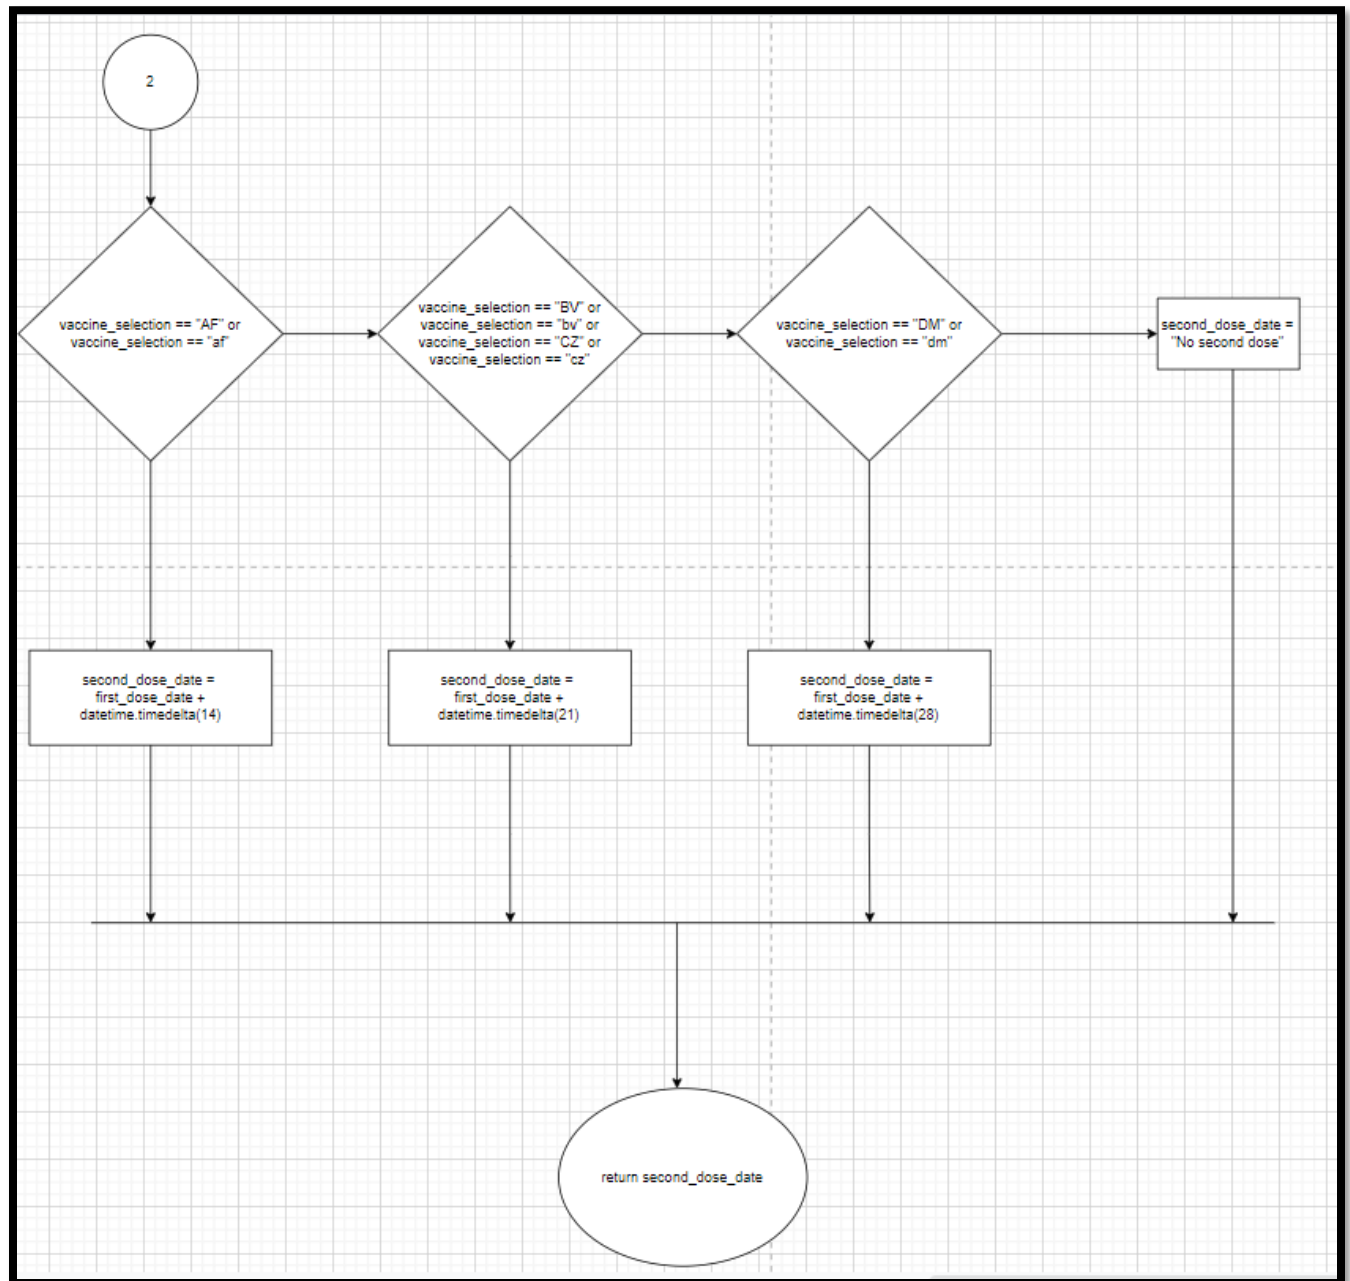 2
vaccine_selection == "AF" or
vaccine_selection == "af"
vaccine_selection == "BV" or
vaccine_selection == "bv" or
vaccine_selection == "CZ" or
vaccine_selection == "cz"
vaccine_selection == "DM" or
vaccine_selection == "dm"
second_dose_date =
"No second dose"
second_dose_date =
first_dose_date +
datetime.timedelta(14)
second_dose_date =
first_dose_date +
datetime.timedelta(21)
second_dose_date =
first_dose_date +
datetime.timedelta(28)
return second_dose_date